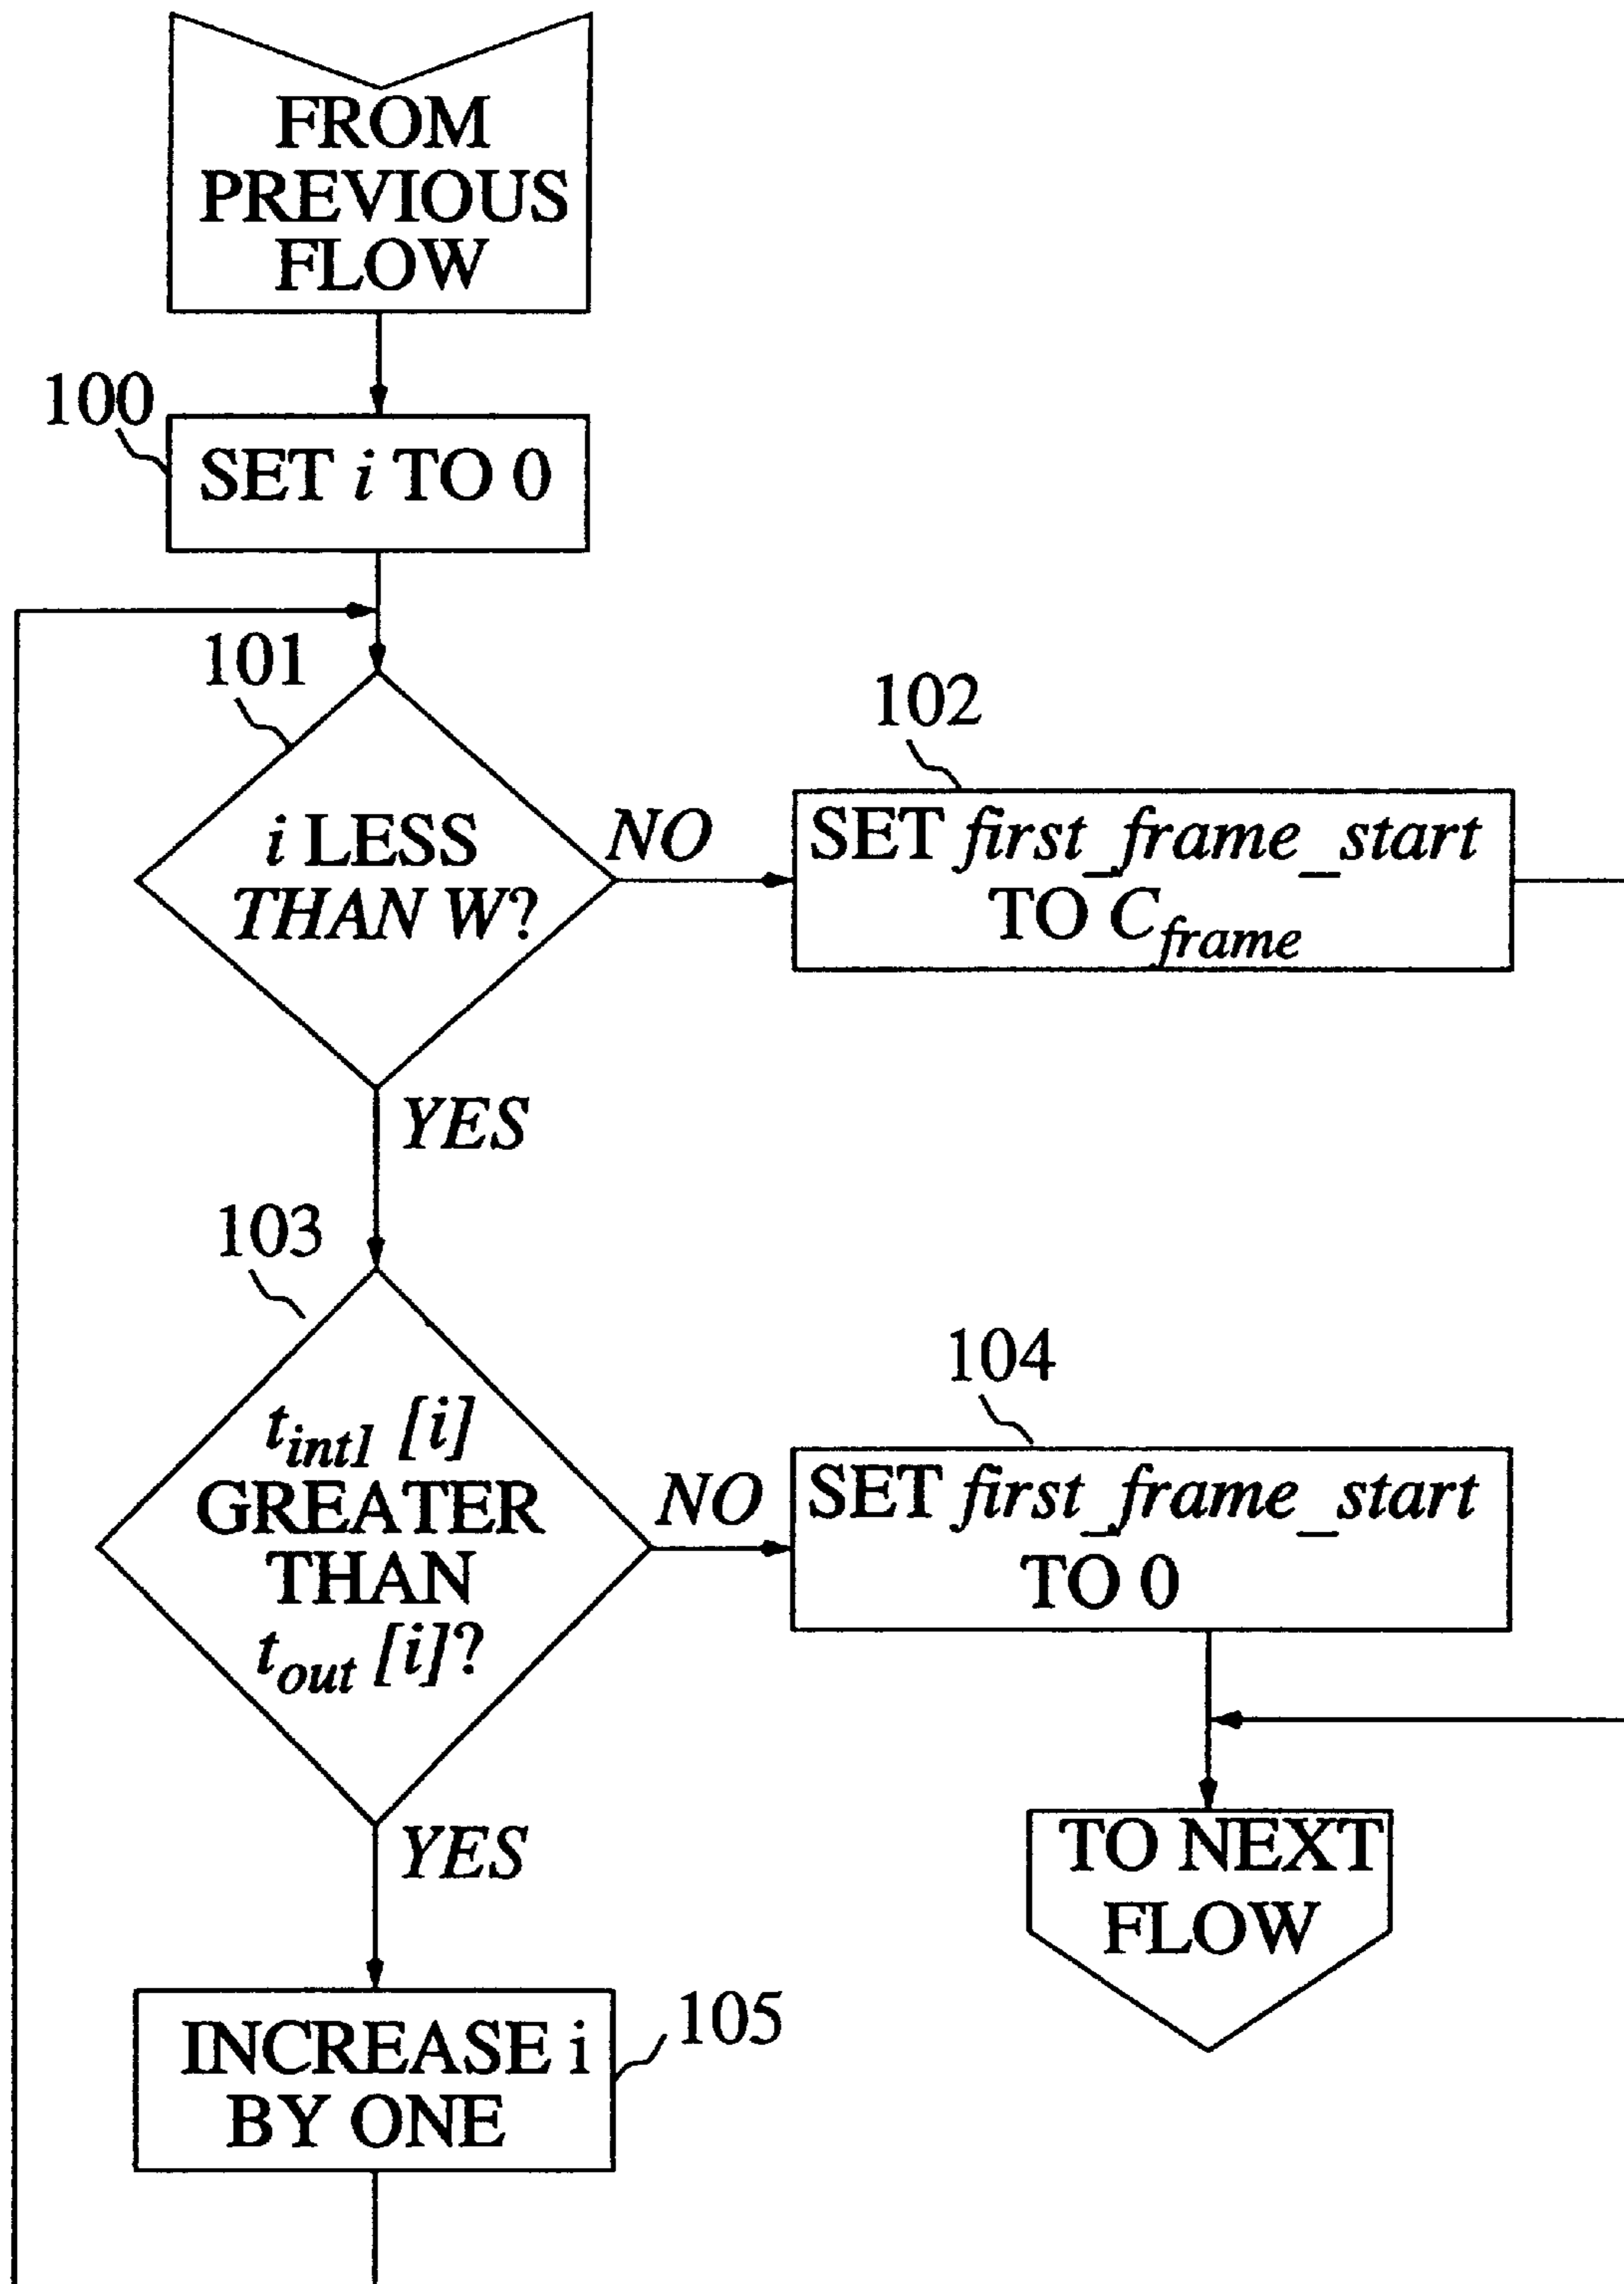 FROM
PREVIOUS
FLOW
100
SET i TO 0
101
i LESS
THAN W?
NO
102
SET first_frame_start
TO C_frame
YES
103
t_int1 [i]
GREATER
THAN
t_out [i]?
NO
104
SET first_frame_start
TO 0
YES
TO NEXT
FLOW
INCREASE i
BY ONE
105